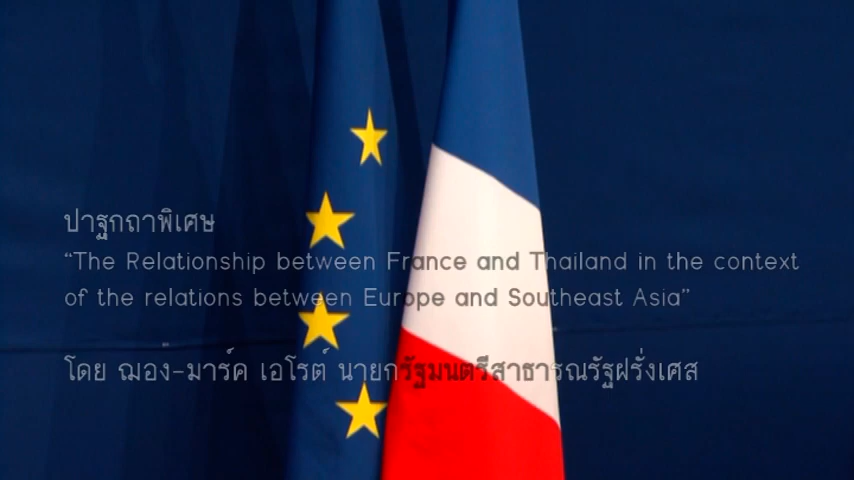 ปาฐกถาพิเศษ
“The Relationship between France and Thailand in the context
of the relations between Europe and Southeast Asia”
โดย ฌอง-มาร์ค เอโรต์ นายกรัฐมนตรีสาธารณรัฐฝรั่งเศส